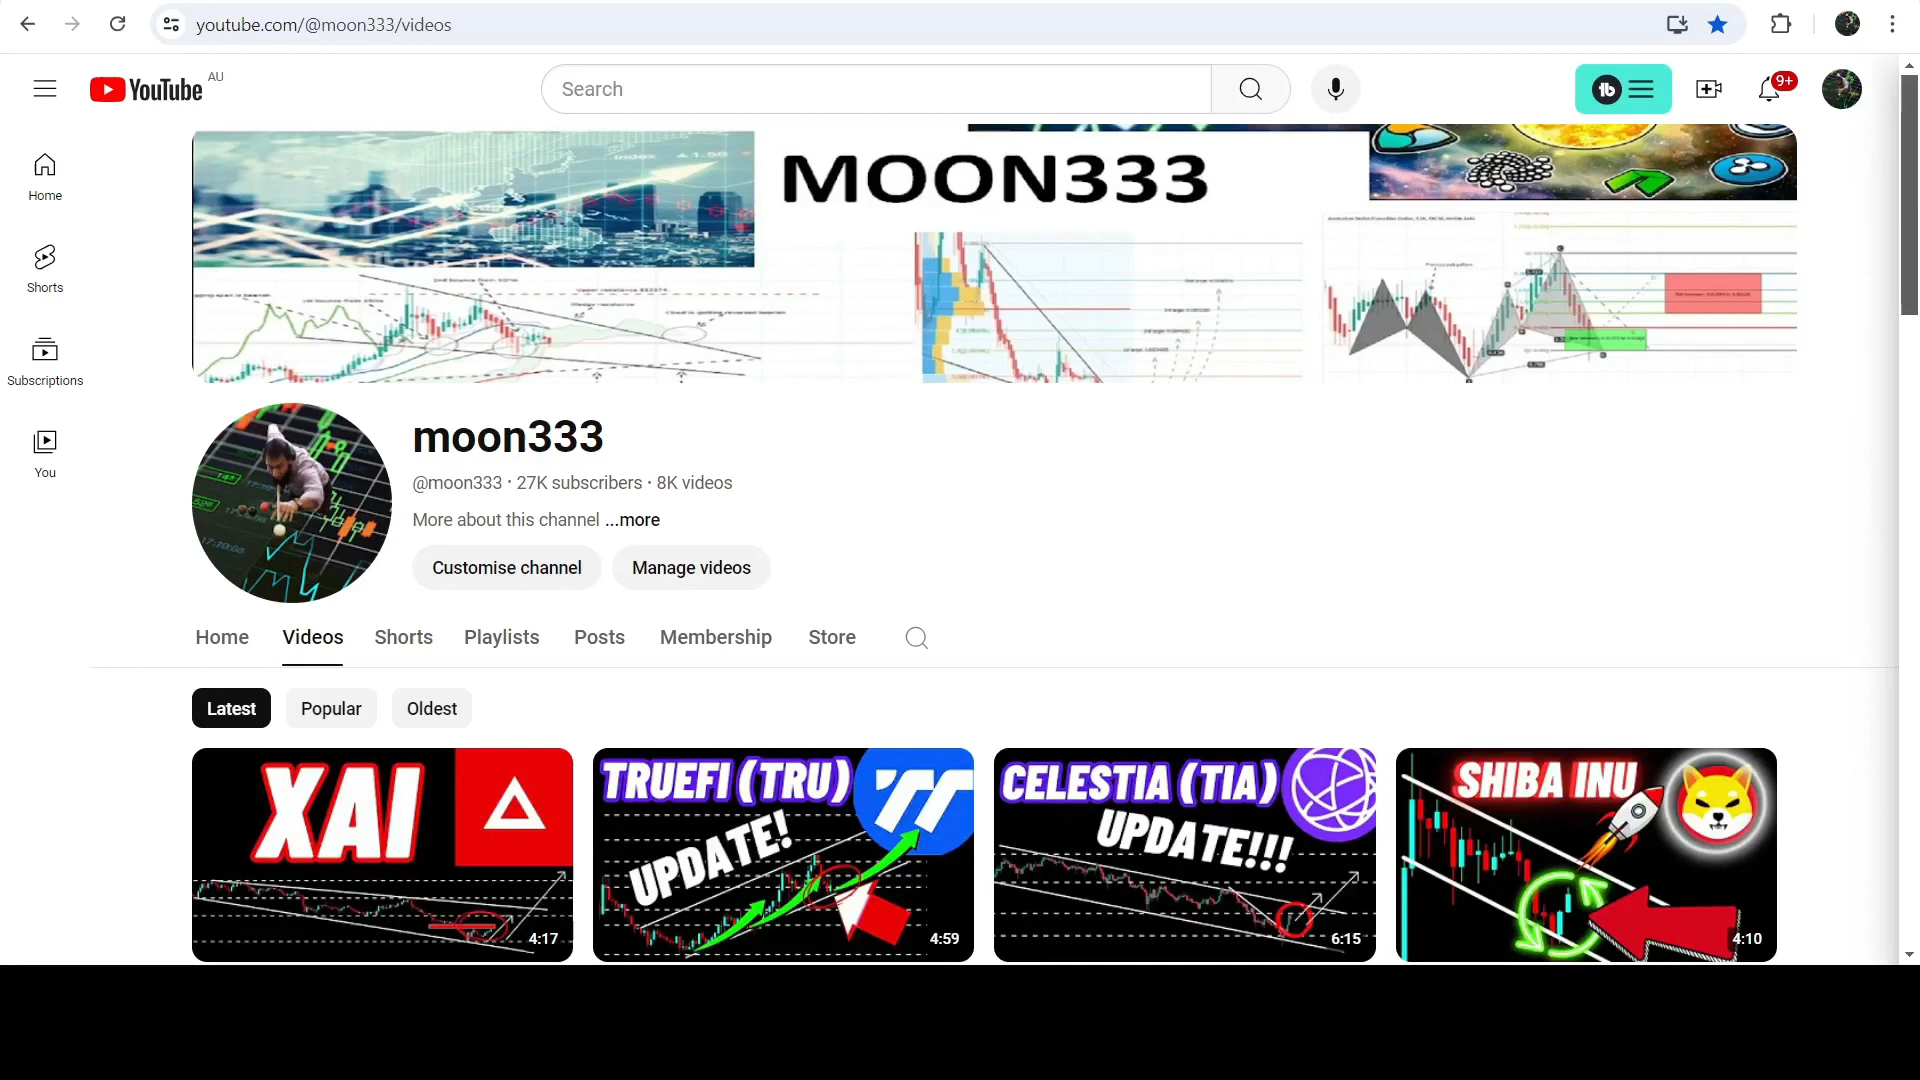 youtube.com/@moon333/videos
YouTube AU
Search
9+
Home
Shorts
Subscriptions
You
MOON333
moon333
@moon333 · 27K subscribers · 8K videos
More about this channel ...more
Customise channel
Manage videos
Home Videos Shorts Playlists Posts Membership Store
Latest Popular Oldest
XAI
4:17
TRUEFI (TRU)
UPDATE!
4:59
CELESTIA (TIA)
UPDATE!!!
6:15
SHIBA INU
4:10